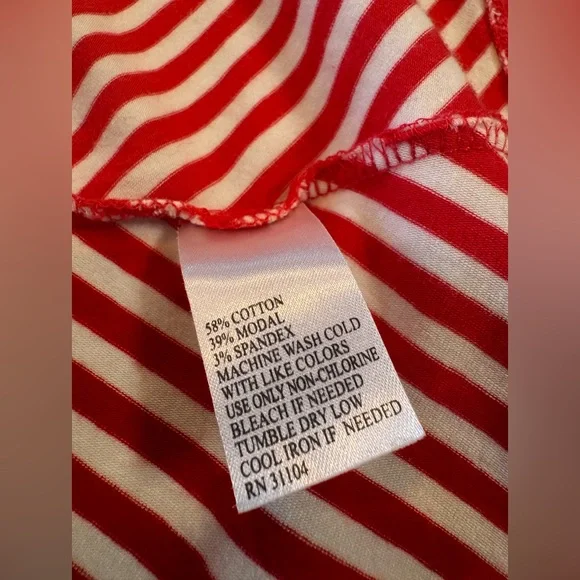 58% COTTON
39% MODAL
3% SPANDEX
MACHINE WASH COLD
WITH LIKE COLORS
USE ONLY NON-CHLORINE
BLEACH IF NEEDED
TUMBLE DRY LOW
COOL IRON IF NEEDED
RN 31104